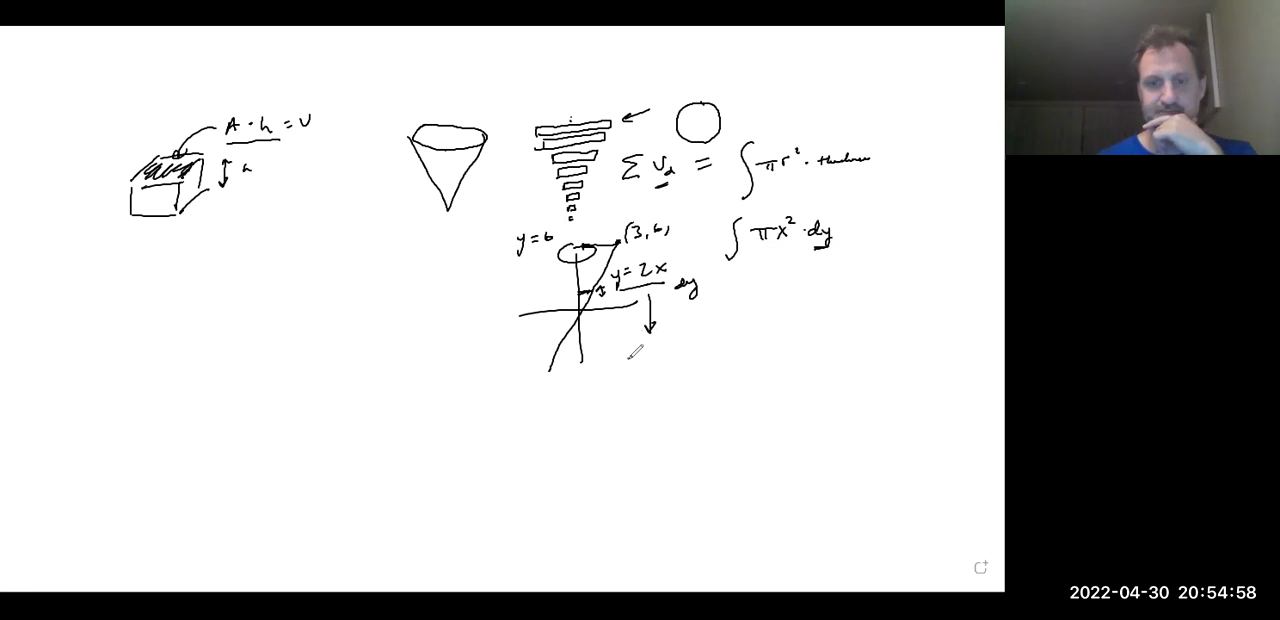 A · h = V
h
Σ V_d = ∫ πr² · thickness
y=6
(3,6)
∫ πx² · dy
y = 2x
dy
2022-04-30 20:54:58